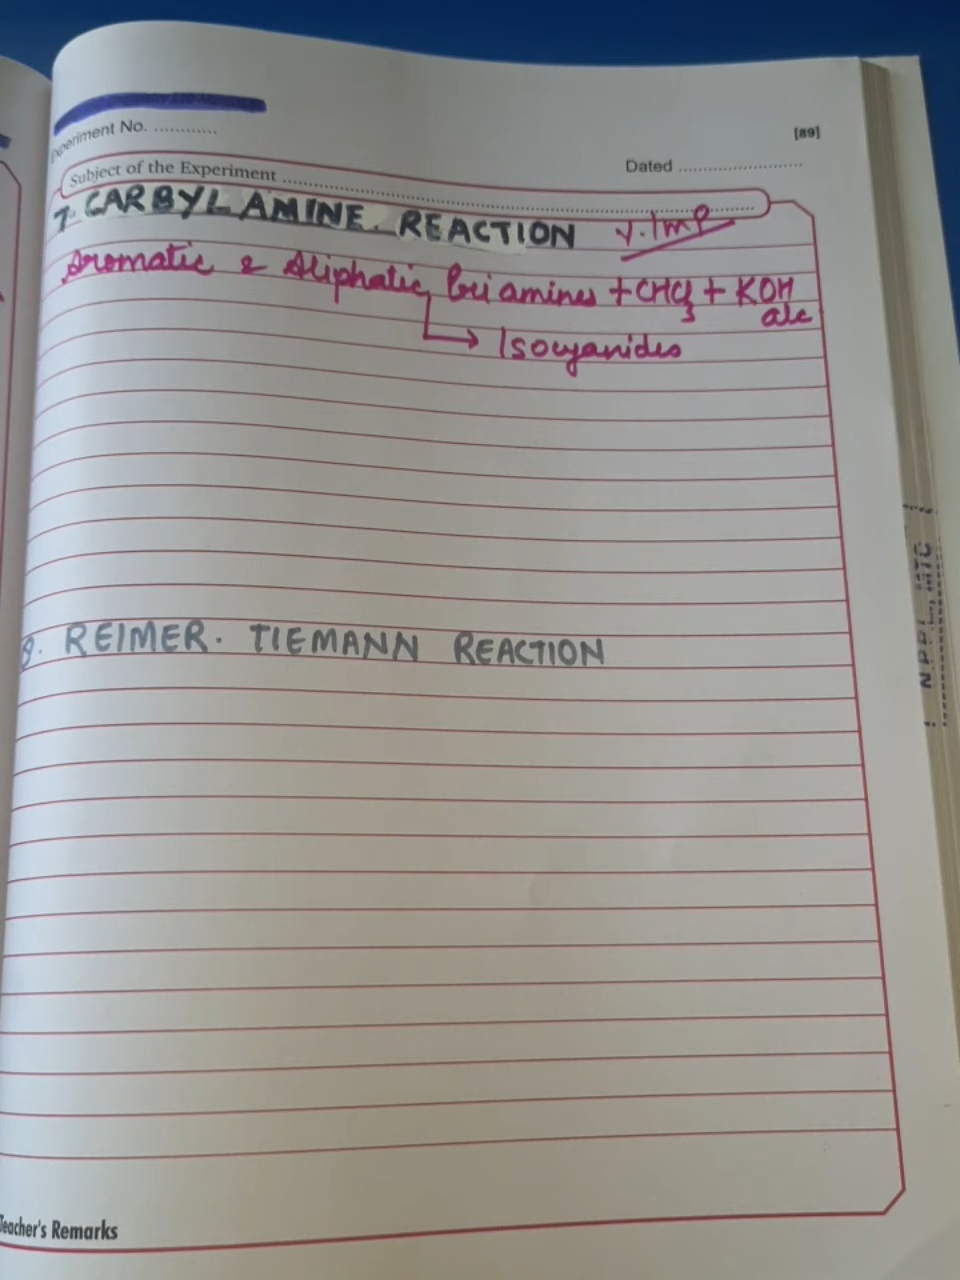 Experiment No. ............
[89]
Dated ......................
Subject of the Experiment ......................
7. CARBYLAMINE. REACTION V.Imp
Aromatic & Aliphatic pri amines + CHCl3 + KOH
alc
Isocyanides
8. REIMER. TIEMANN REACTION
Teacher's Remarks